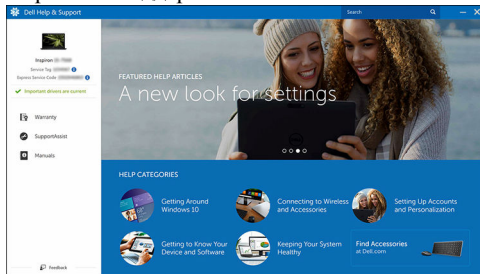 Dell Help & Support
Search
Inspiron
Service Tag
Express Service Code
Important drivers are current
Warranty
SupportAssist
Manuals
Feedback
FEATURED HELP ARTICLES
A new look for settings
HELP CATEGORIES
Getting Around
Windows 10
Connecting to Wireless
and Accessories
Setting Up Accounts
and Personalization
Getting to Know Your
Device and Software
Keeping Your System
Healthy
Find Accessories
at Dell.com